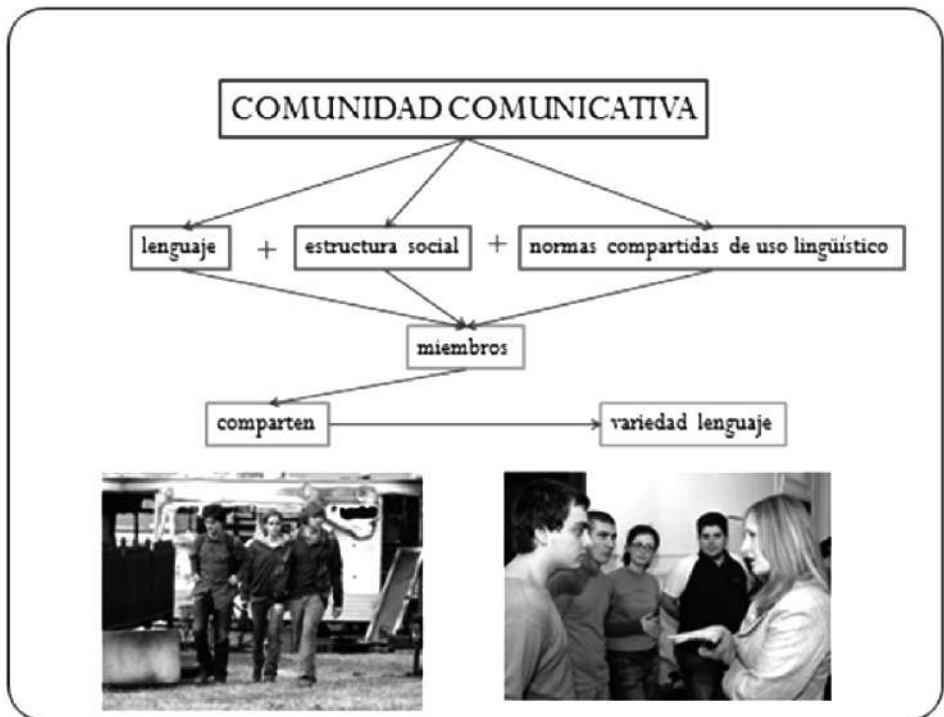 COMUNIDAD COMUNICATIVA
lenguaje + estructura social + normas compartidas de uso lingüístico
miembros
comparten variedad lenguaje